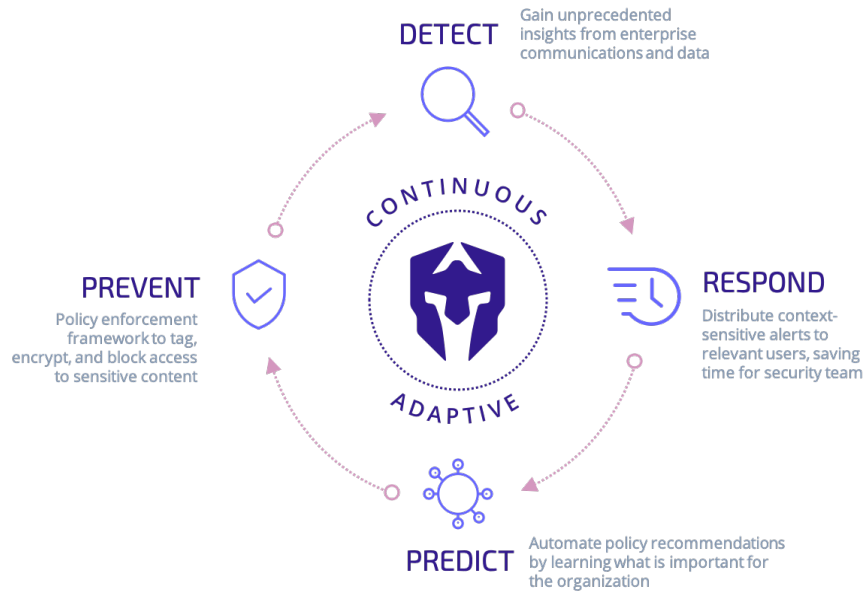 DETECT
Gain unprecedented
insights from enterprise
communications and data
CONTINUOUS
ADAPTIVE
PREVENT
Policy enforcement
framework to tag,
encrypt, and block access
to sensitive content
RESPOND
Distribute context-
sensitive alerts to
relevant users, saving
time for security team
PREDICT
Automate policy recommendations
by learning what is important for
the organization